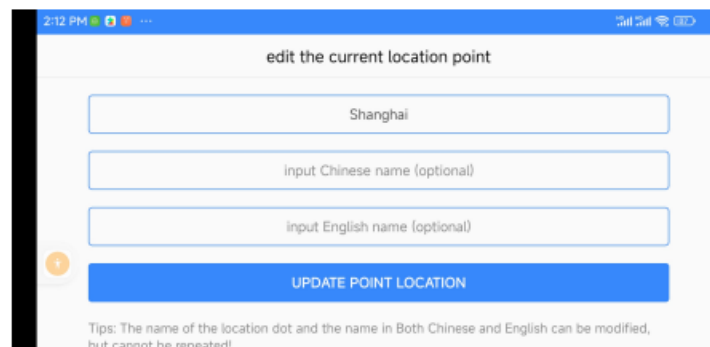 2:12 PM
edit the current location point
Shanghai
input Chinese name (optional)
input English name (optional)
UPDATE POINT LOCATION
Tips: The name of the location dot and the name in Both Chinese and English can be modified,
but cannot be repeated!